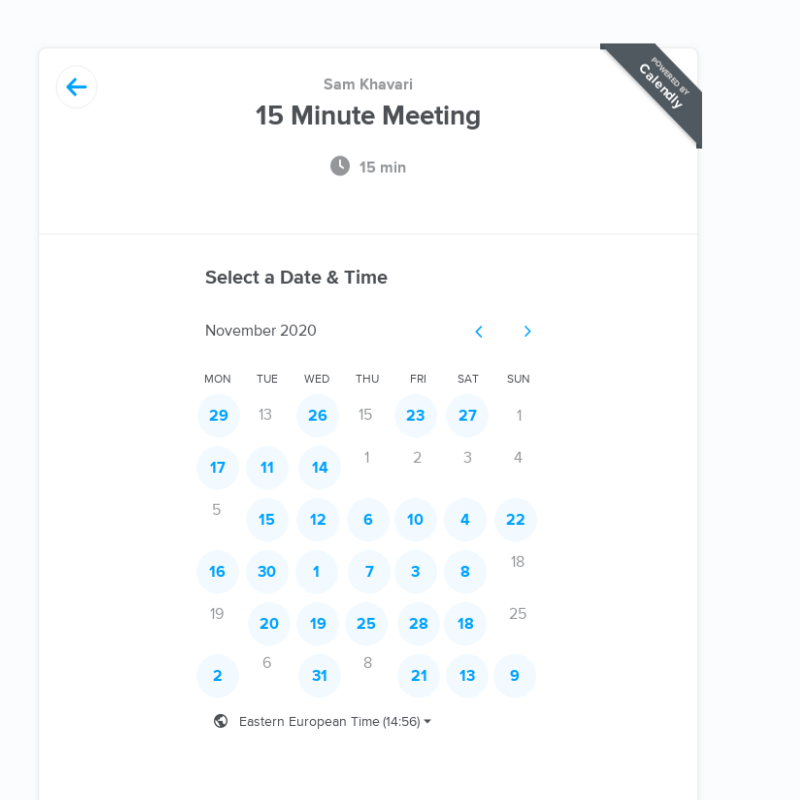 POWERED BY
Calendly
Sam Khavari
15 Minute Meeting
15 min
Select a Date & Time
November 2020
MON TUE WED THU FRI SAT SUN
29 13 26 15 23 27 1
17 11 14 1 2 3 4
5 15 12 6 10 4 22
16 30 1 7 3 8 18
19 20 19 25 28 18 25
2 6 31 8 21 13 9
Eastern European Time (14:56)